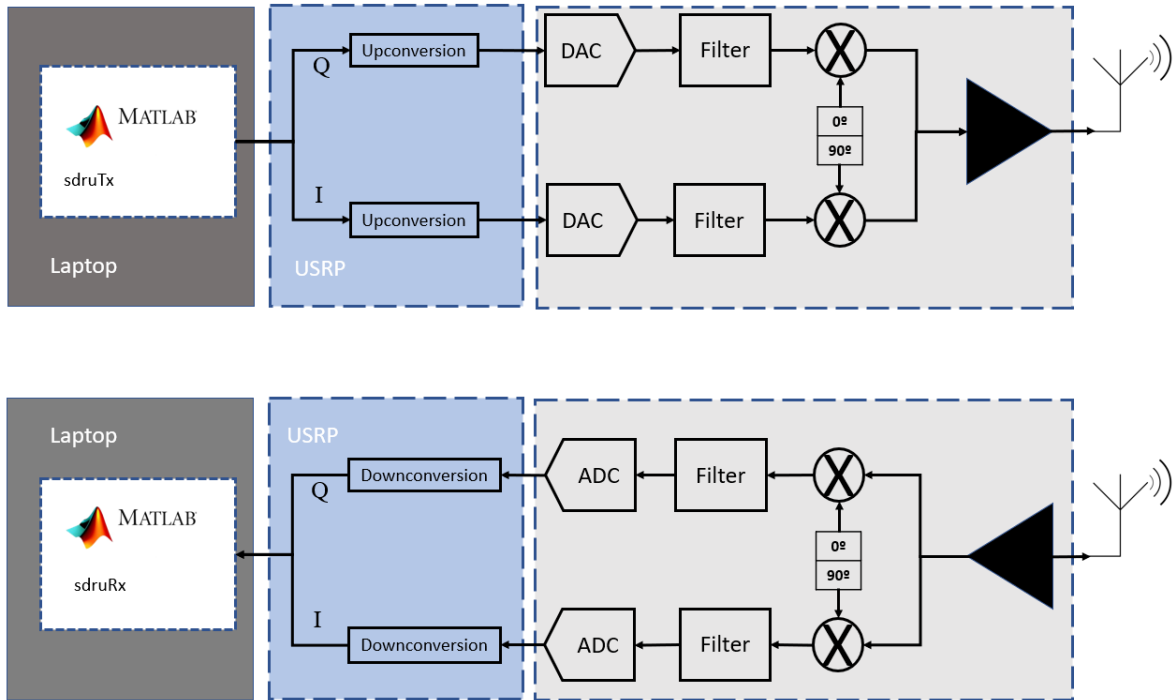 Q
Upconversion
DAC
Filter
X
MATLAB
sdruTx
0º
90º
I
Upconversion
DAC
Filter
X
Laptop
USRP
Laptop
USRP
Q
Downconversion
ADC
Filter
X
MATLAB
sdruRx
0º
90º
I
Downconversion
ADC
Filter
X